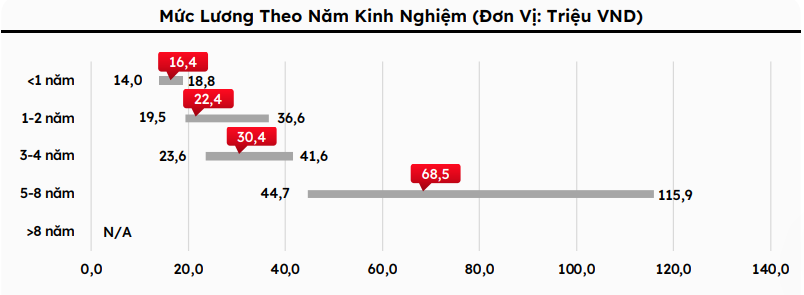 Mức Lương Theo Năm Kinh Nghiệm (Đơn Vị: Triệu VND)
16,4
<1 năm 14,0 18,8
22,4
1-2 năm 19,5 36,6
30,4
3-4 năm 23,6 41,6
68,5
5-8 năm 44,7 115,9
>8 năm N/A
0,0 20,0 40,0 60,0 80,0 100,0 120,0 140,0